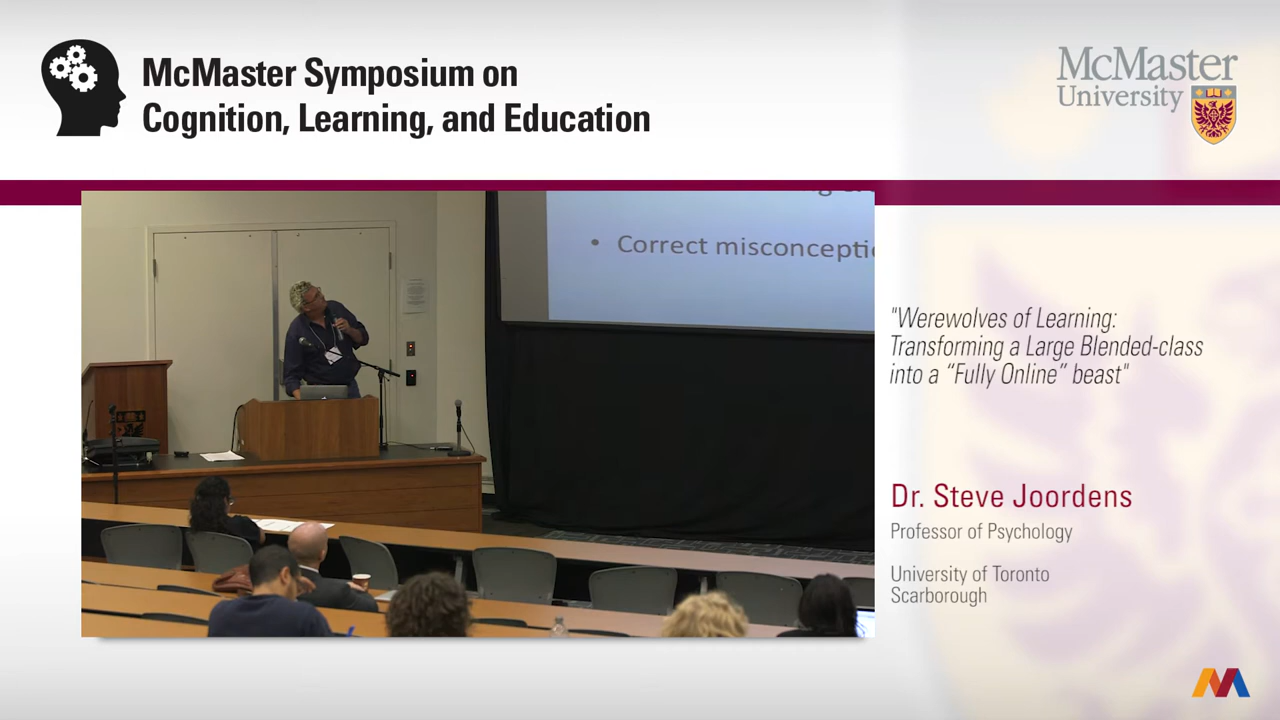 McMaster Symposium on
Cognition, Learning, and Education
McMaster
University
• Correct misconcepti
"Werewolves of Learning:
Transforming a Large Blended-class
into a “Fully Online” beast"
Dr. Steve Joordens
Professor of Psychology
University of Toronto
Scarborough